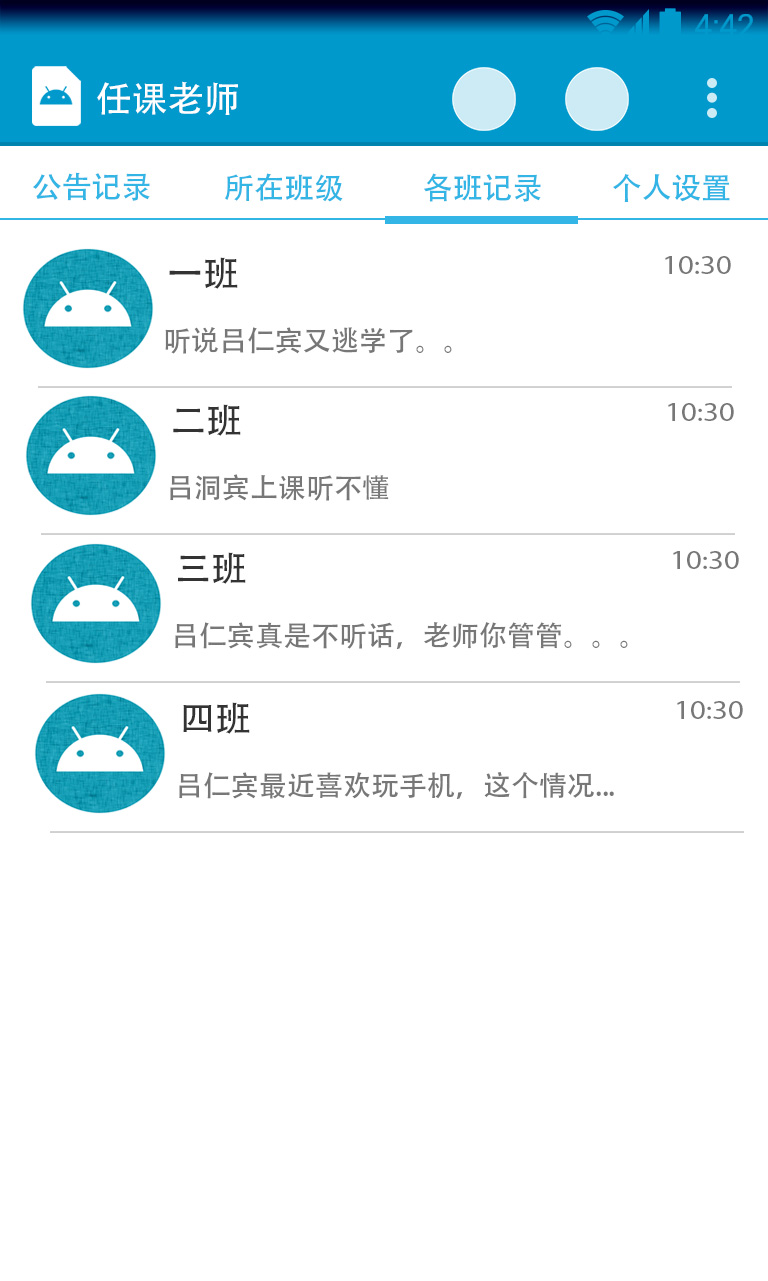 4:42
任课老师
公告记录 所在班级 各班记录 个人设置
一班 10:30
听说吕仁宾又逃学了。。
二班 10:30
吕洞宾上课听不懂
三班 10:30
吕仁宾真是不听话，老师你管管。。。
四班 10:30
吕仁宾最近喜欢玩手机，这个情况...